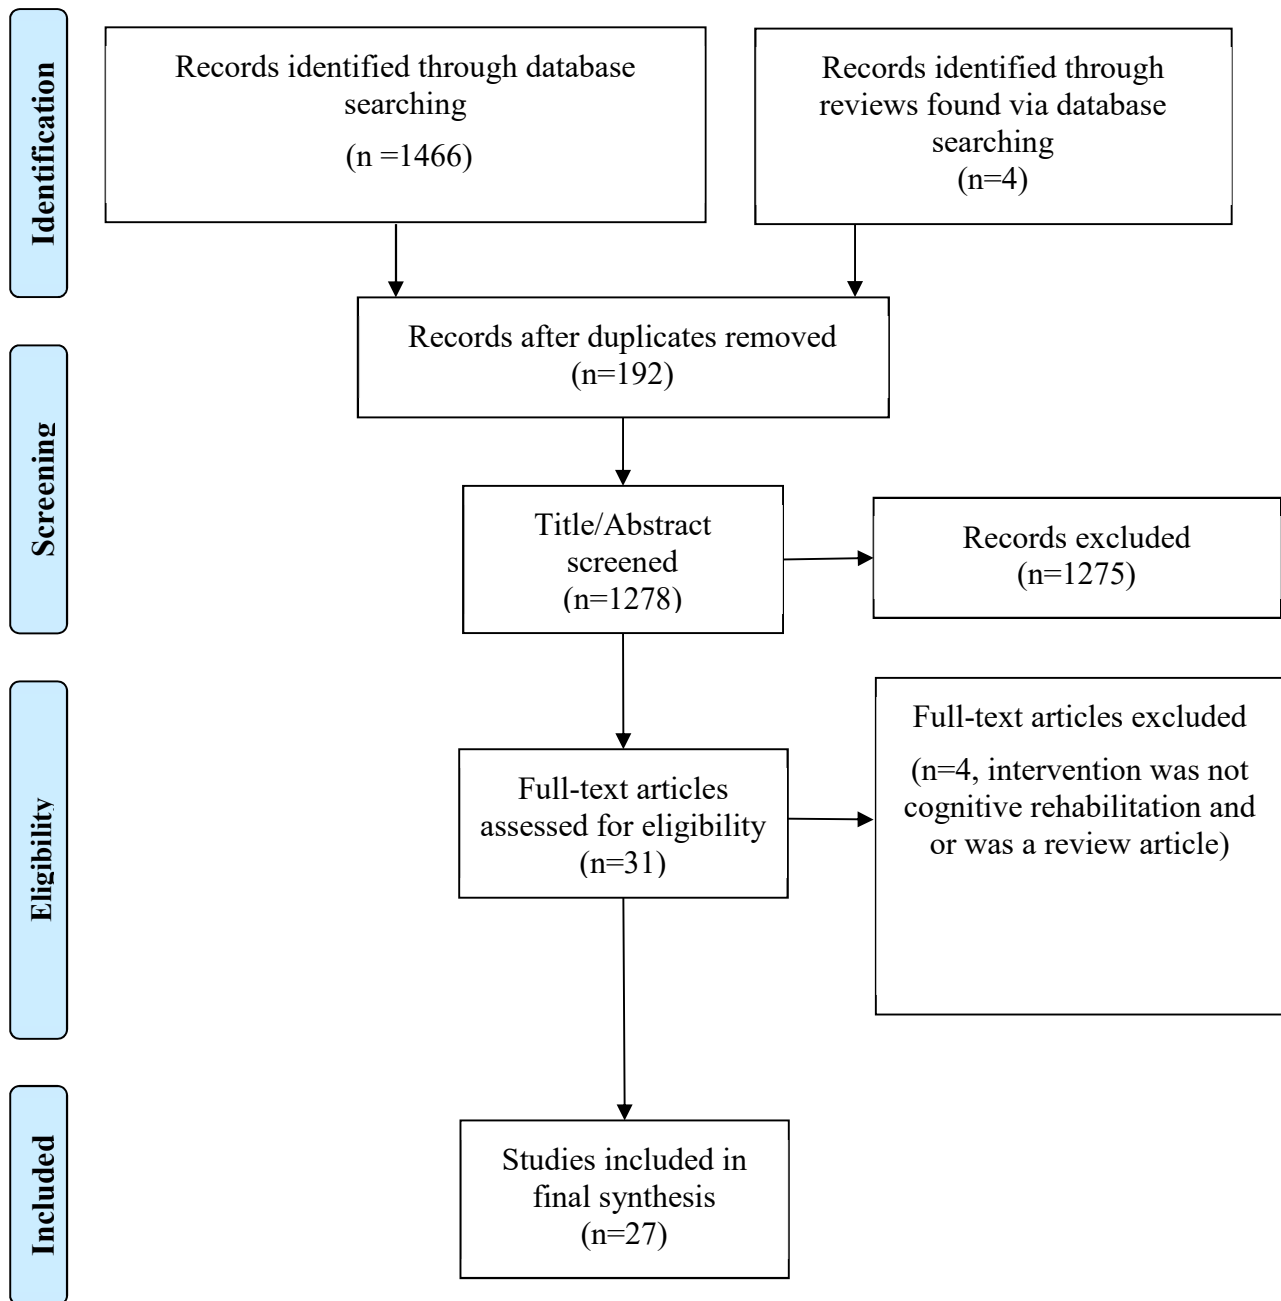 Identification
Records identified through database
searching
(n =1466)
Records identified through
reviews found via database
searching
(n=4)
Records after duplicates removed
(n=192)
Screening
Title/Abstract
screened
(n=1278)
Records excluded
(n=1275)
Eligibility
Full-text articles
assessed for eligibility
(n=31)
Full-text articles excluded
(n=4, intervention was not
cognitive rehabilitation and
or was a review article)
Included
Studies included in
final synthesis
(n=27)